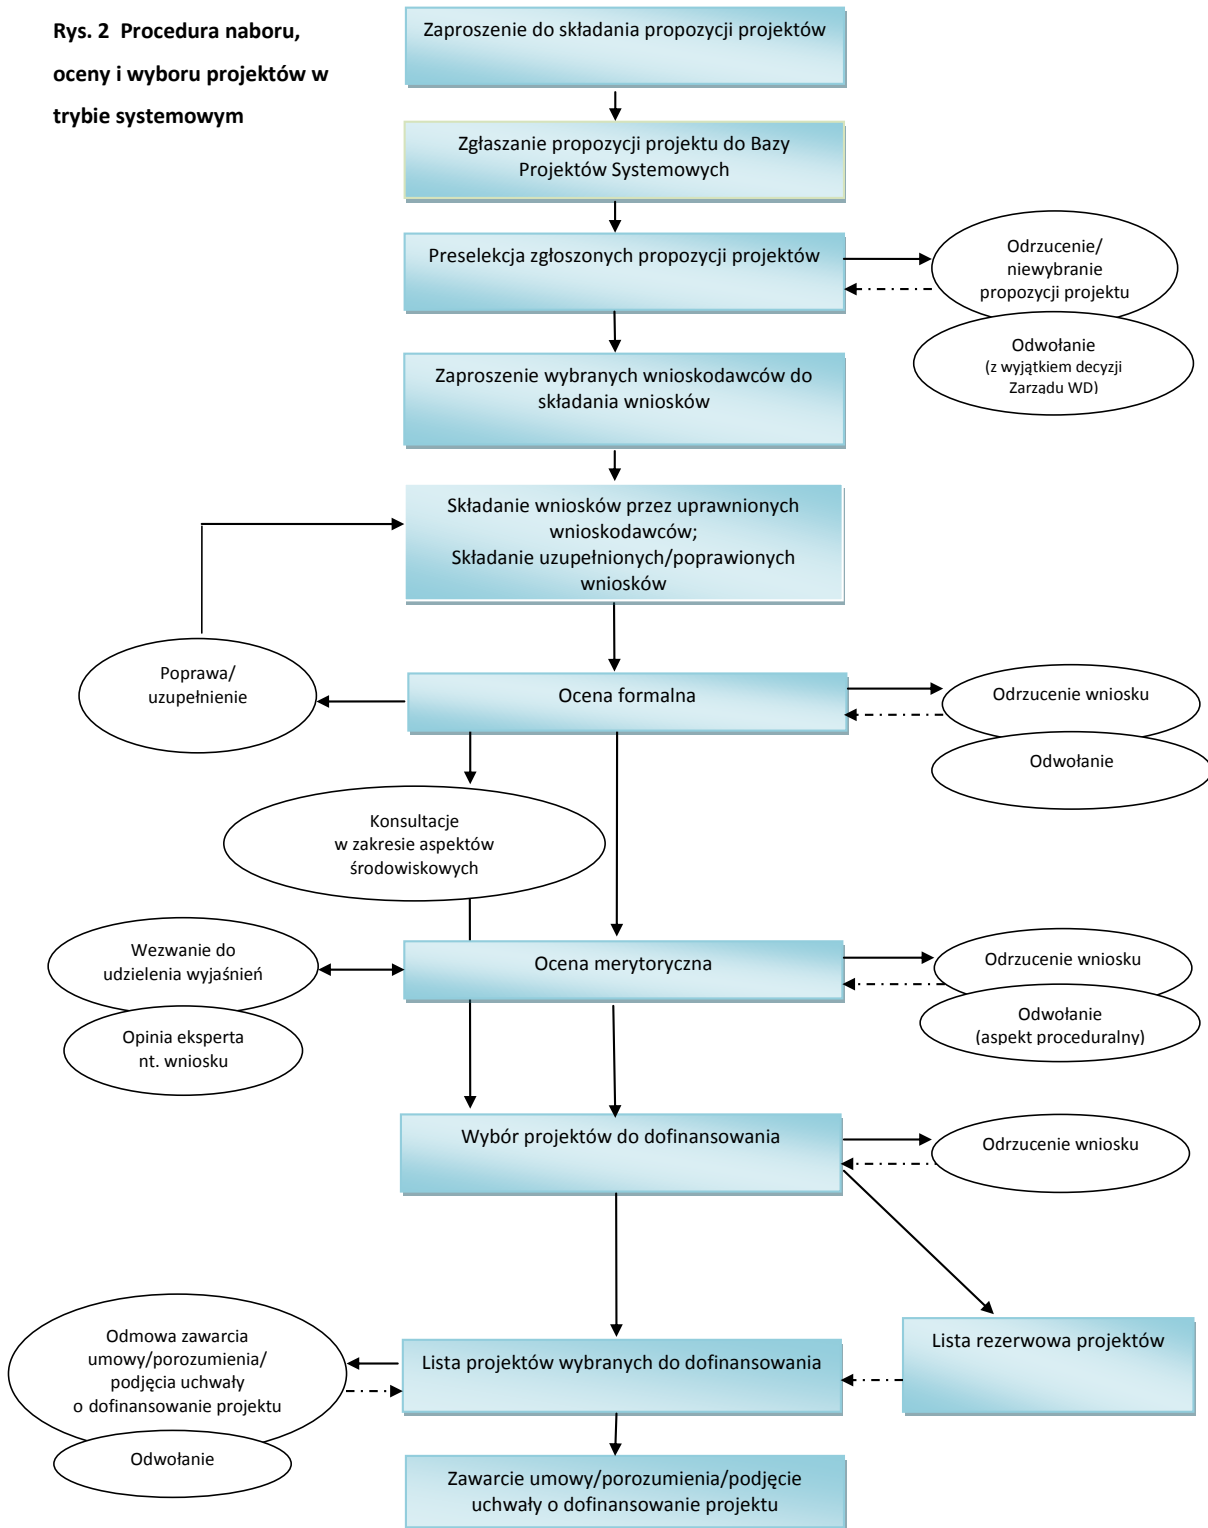 Rys. 2 Procedura naboru,
oceny i wyboru projektów w
trybie systemowym
Zaproszenie do składania propozycji projektów
Zgłaszanie propozycji projektu do Bazy
Projektów Systemowych
Preselekcja zgłoszonych propozycji projektów
Odrzucenie/
niewybranie
propozycji projektu
Odwołanie
(z wyjątkiem decyzji
Zarządu WD)
Zaproszenie wybranych wnioskodawców do
składania wniosków
Składanie wniosków przez uprawnionych
wnioskodawców;
Składanie uzupełnionych/poprawionych
wniosków
Poprawa/
uzupełnienie
Ocena formalna
Odrzucenie wniosku
Odwołanie
Konsultacje
w zakresie aspektów
środowiskowych
Wezwanie do
udzielenia wyjaśnień
Opinia eksperta
nt. wniosku
Ocena merytoryczna
Odrzucenie wniosku
Odwołanie
(aspekt proceduralny)
Wybór projektów do dofinansowania
Odrzucenie wniosku
Odmowa zawarcia
umowy/porozumienia/
podjęcia uchwały
o dofinansowanie projektu
Odwołanie
Lista projektów wybranych do dofinansowania
Lista rezerwowa projektów
Zawarcie umowy/porozumienia/podjęcie
uchwały o dofinansowanie projektu